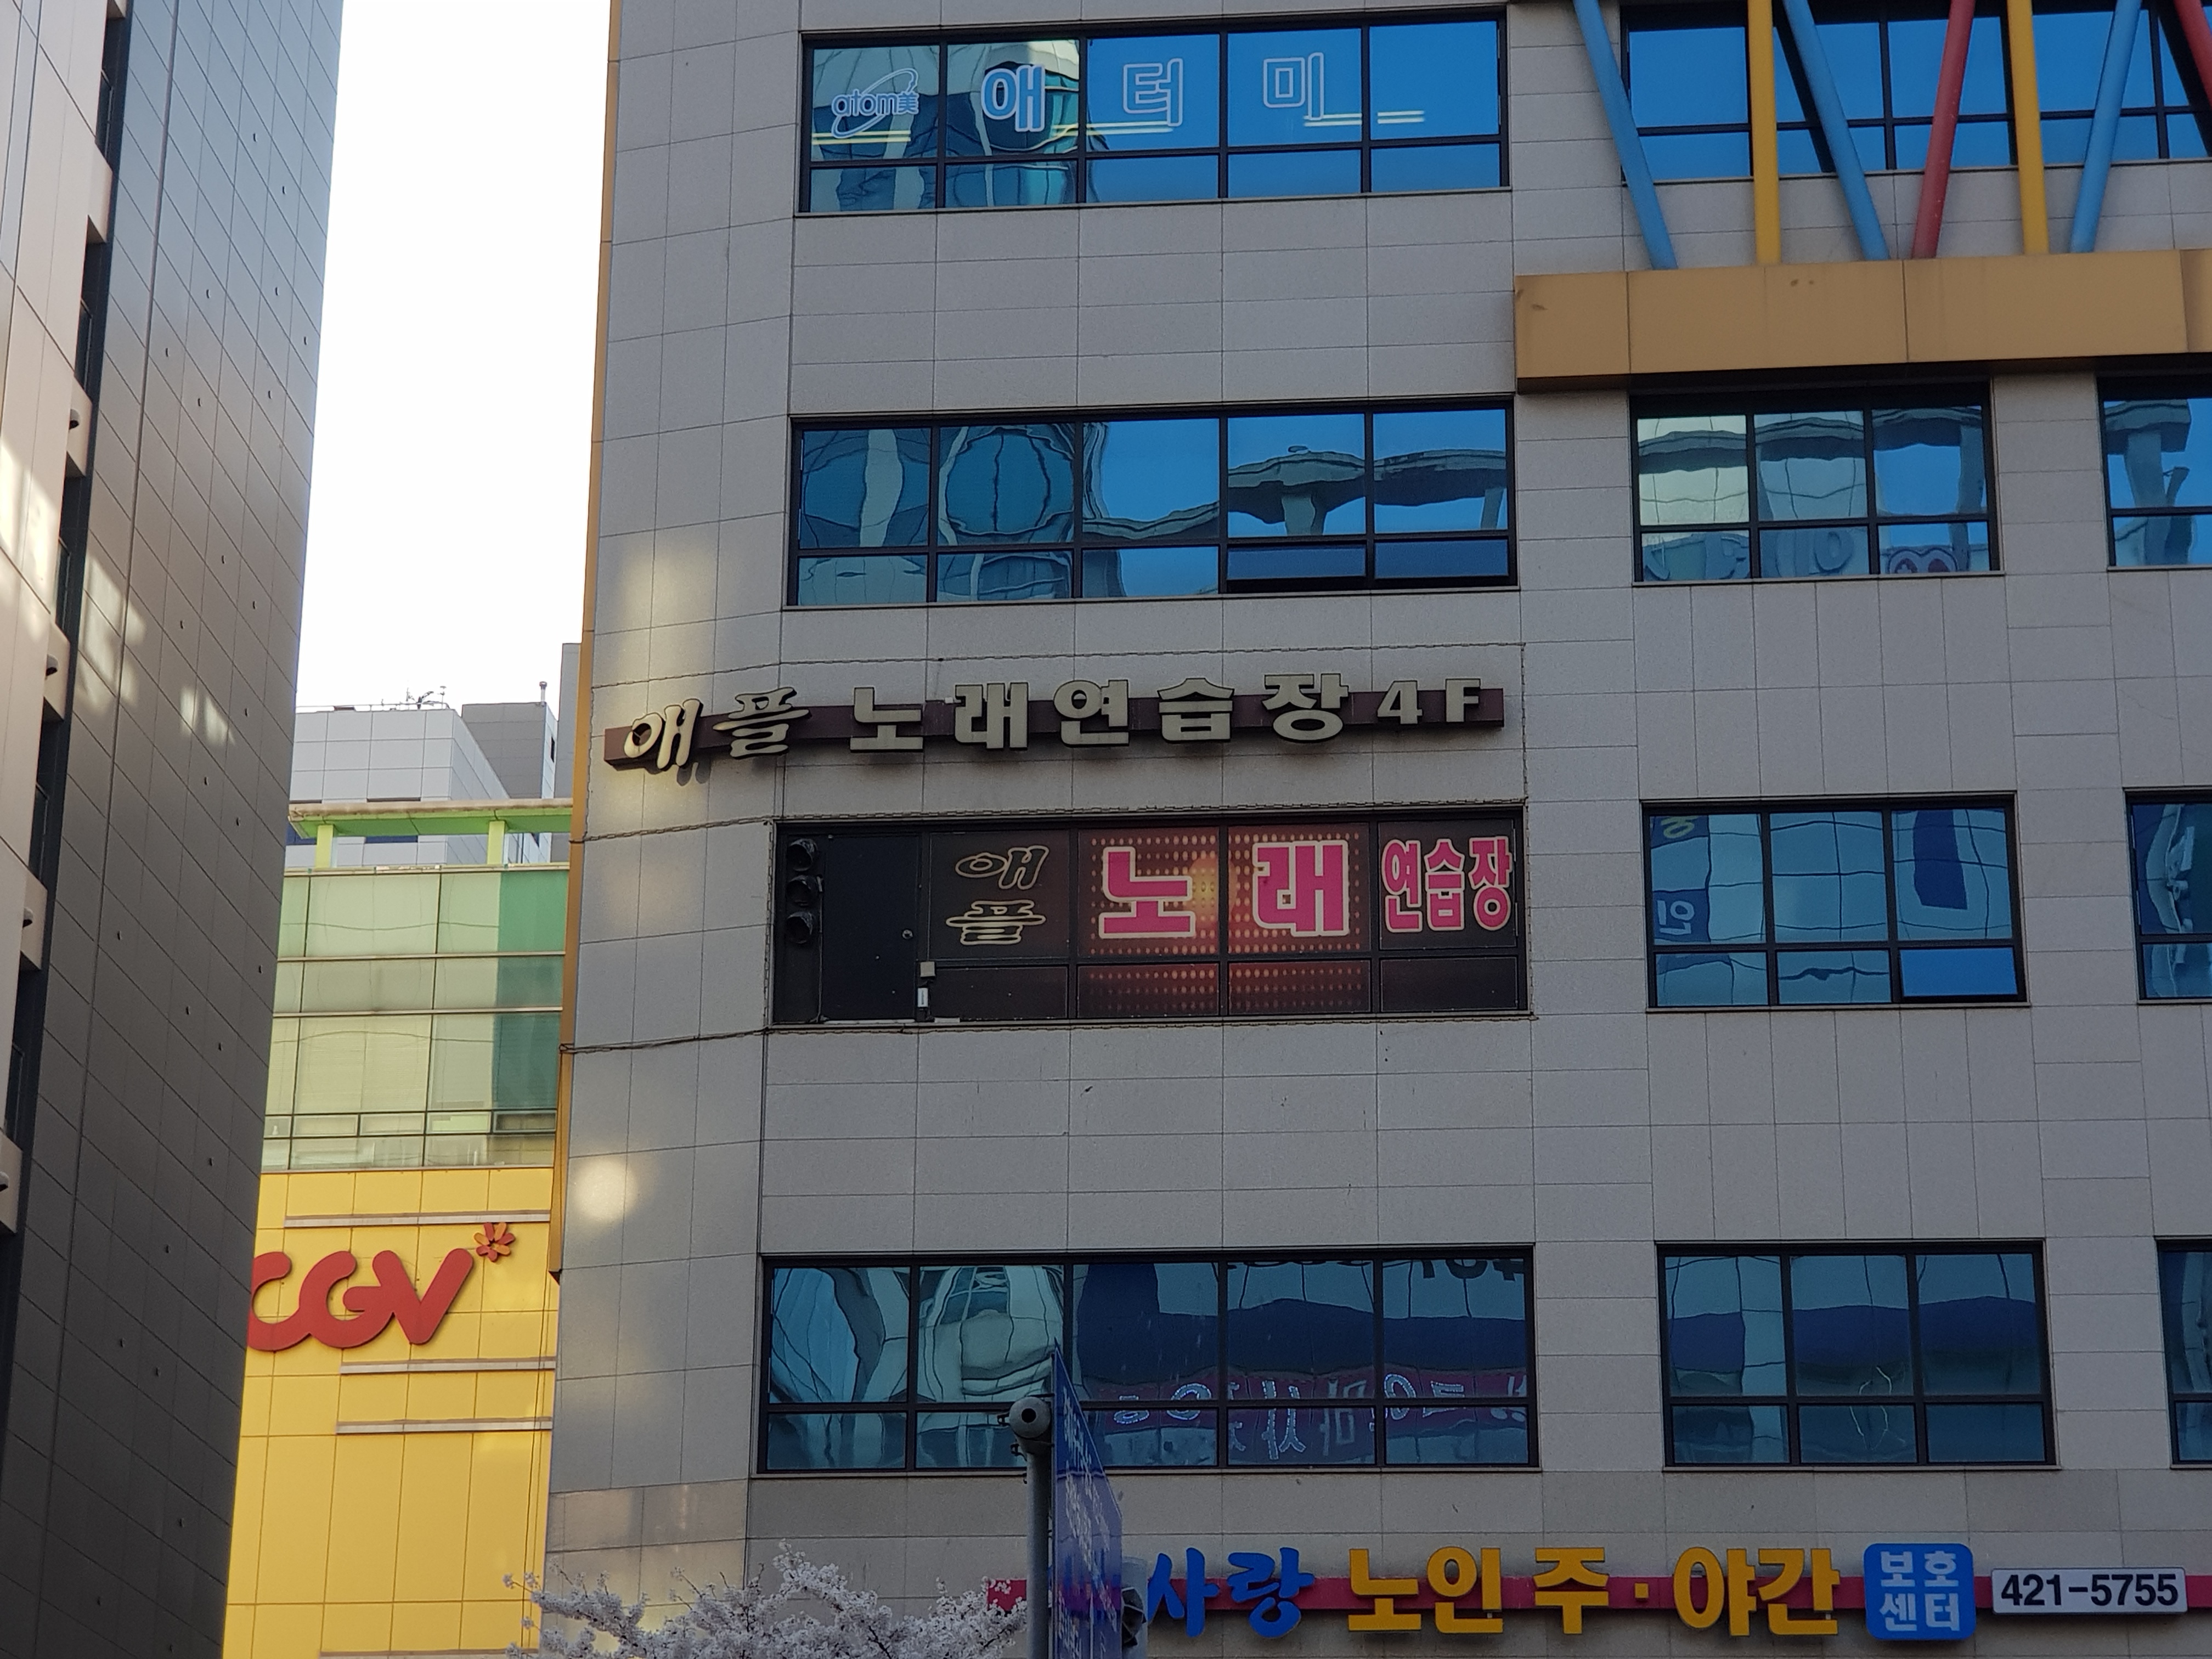 atom美 애터미
애플 노래연습장 4F
애플 노래 연습장
CGV
사랑 노인 주·야간 보호센터 421-5755